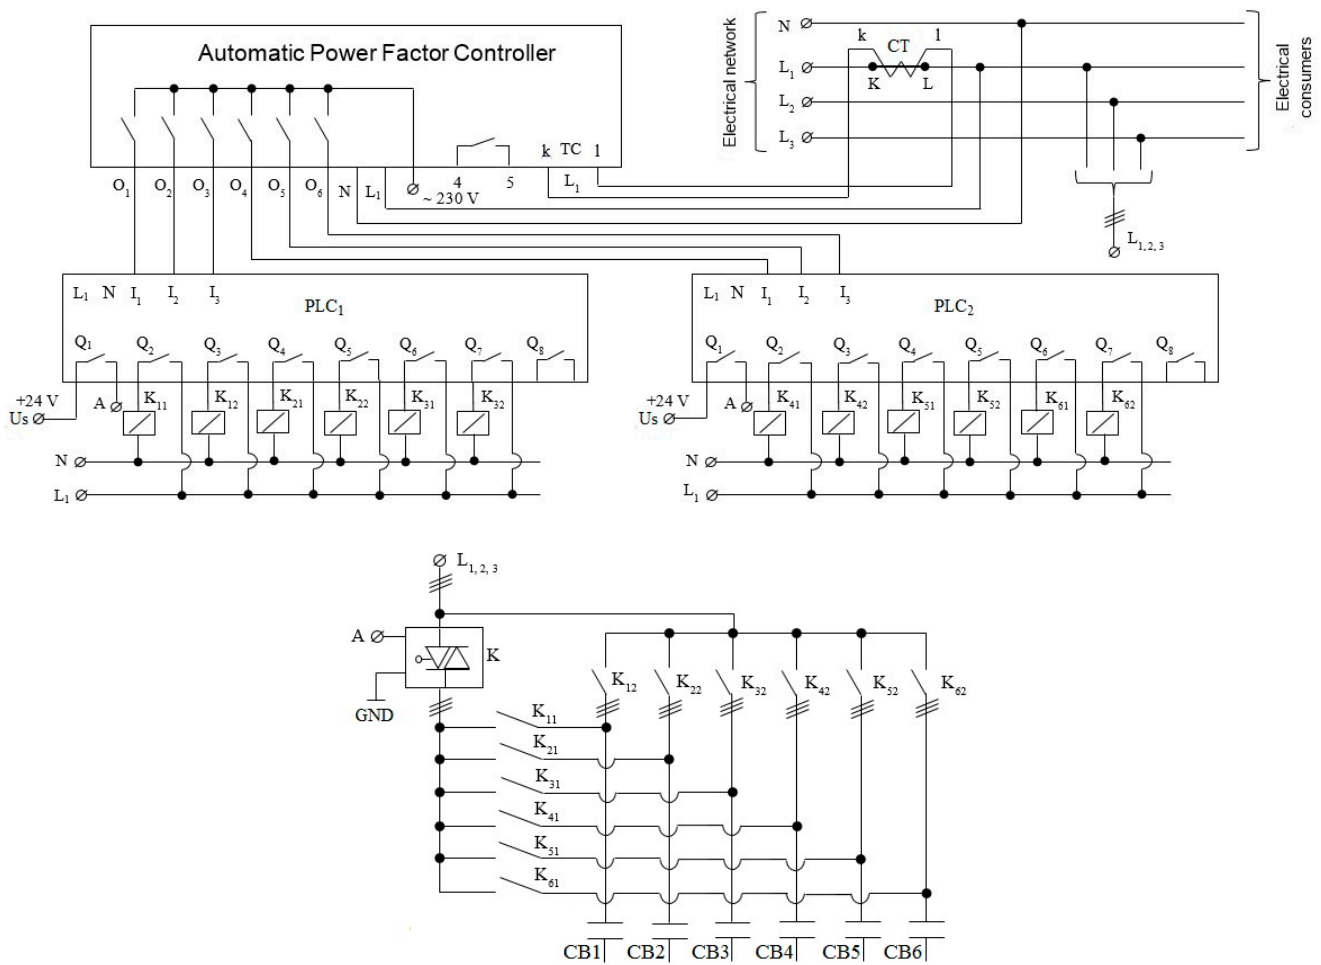 Automatic Power Factor Controller
O1 O2 O3 O4 O5 O6 N L1 ~ 230 V 4 5 k TC l L1
Electrical network
N
L1
L2
L3
k CT l
K L
Electrical consumers
L1, 2, 3
L1 N I1 I2 I3
PLC1
Q1 Q2 Q3 Q4 Q5 Q6 Q7 Q8
+24 V
Us
A
K11 K12 K21 K22 K31 K32
N
L1
L1 N I1 I2 I3
PLC2
Q1 Q2 Q3 Q4 Q5 Q6 Q7 Q8
+24 V
Us
A
K41 K42 K51 K52 K61 K62
N
L1
L1, 2, 3
A
K
GND
K12 K22 K32 K42 K52 K62
K11
K21
K31
K41
K51
K61
CB1 CB2 CB3 CB4 CB5 CB6